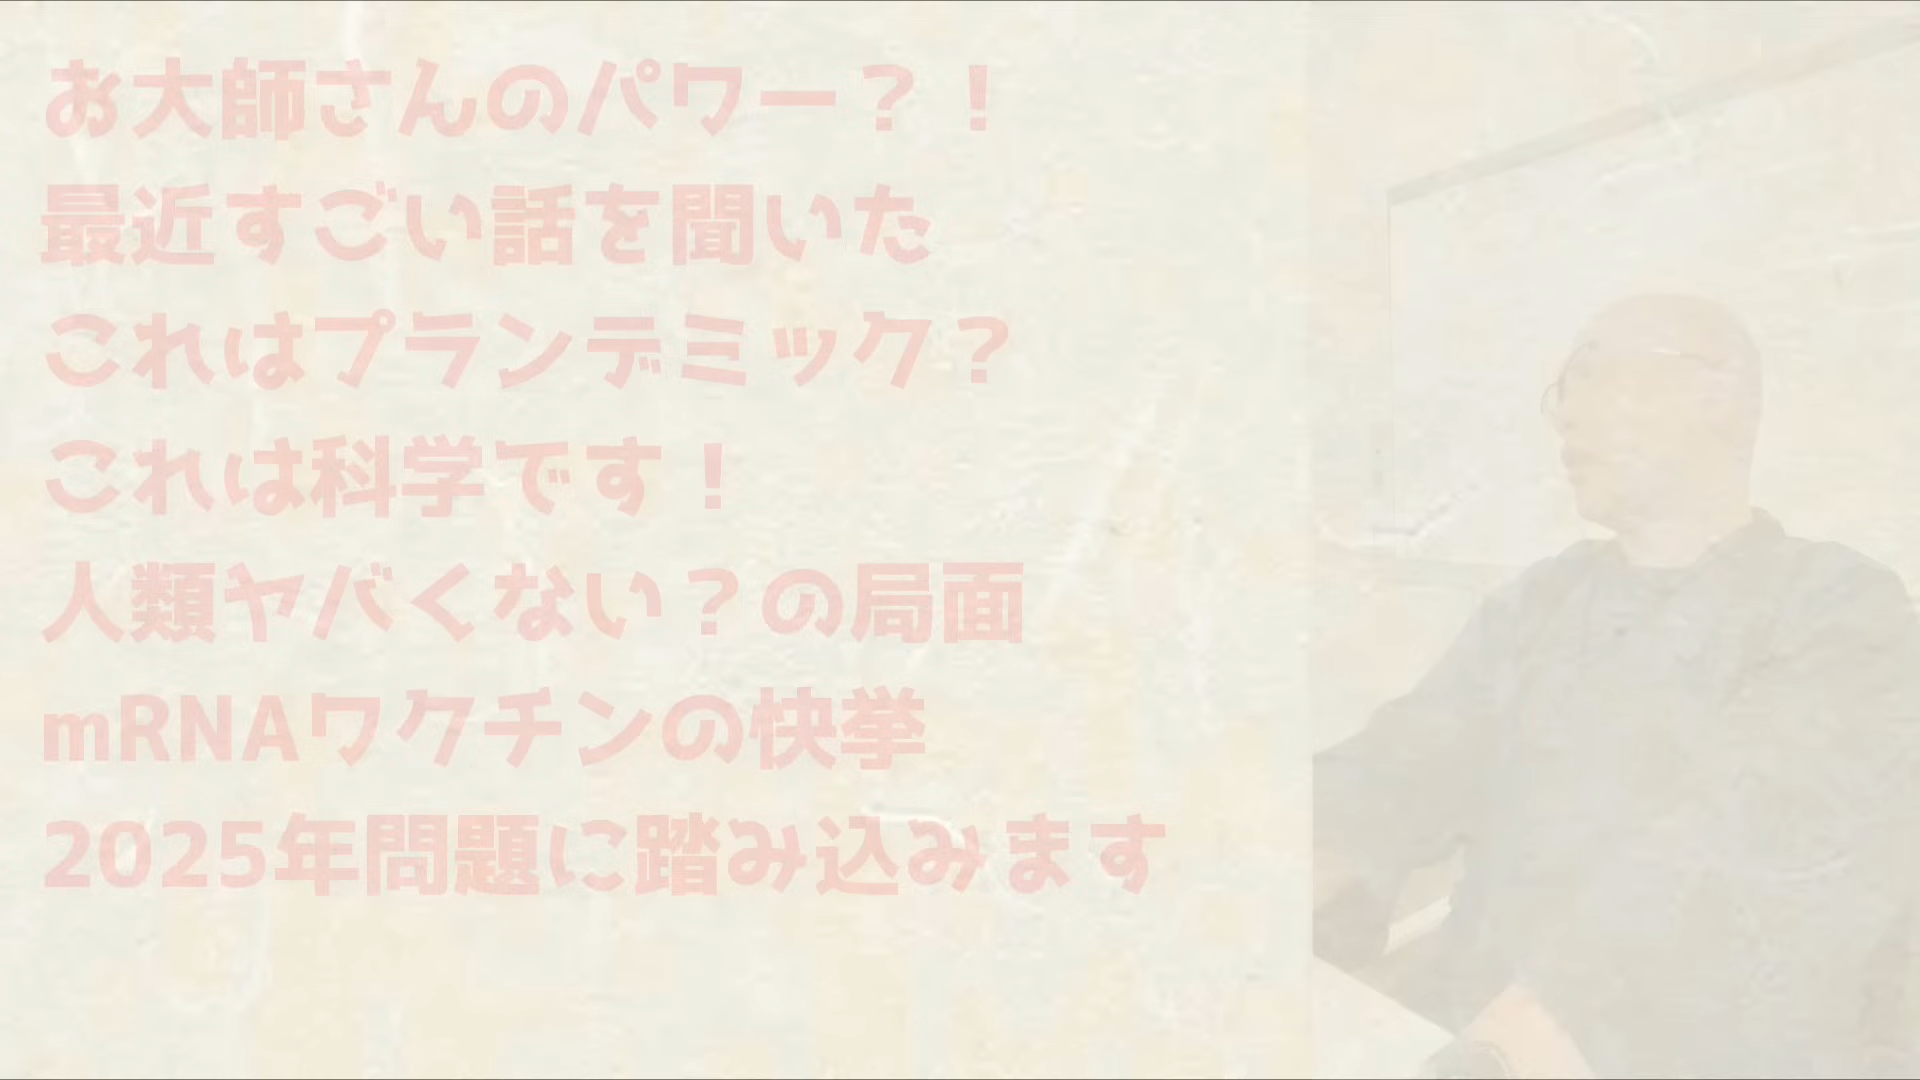 お大師さんのパワー？！
最近すごい話を聞いた
これはプランデミック？
これは科学です！
人類ヤバくない？の局面
mRNAワクチンの快挙
2025年問題に踏み込みます